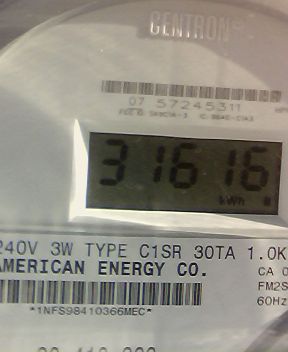 CENTRON®
07 57245311
31616
kWh
240V 3W TYPE C1SR 30TA 1.0K
AMERICAN ENERGY CO.
CA 0
FM2S
60Hz
*1NFS98410366MEC*